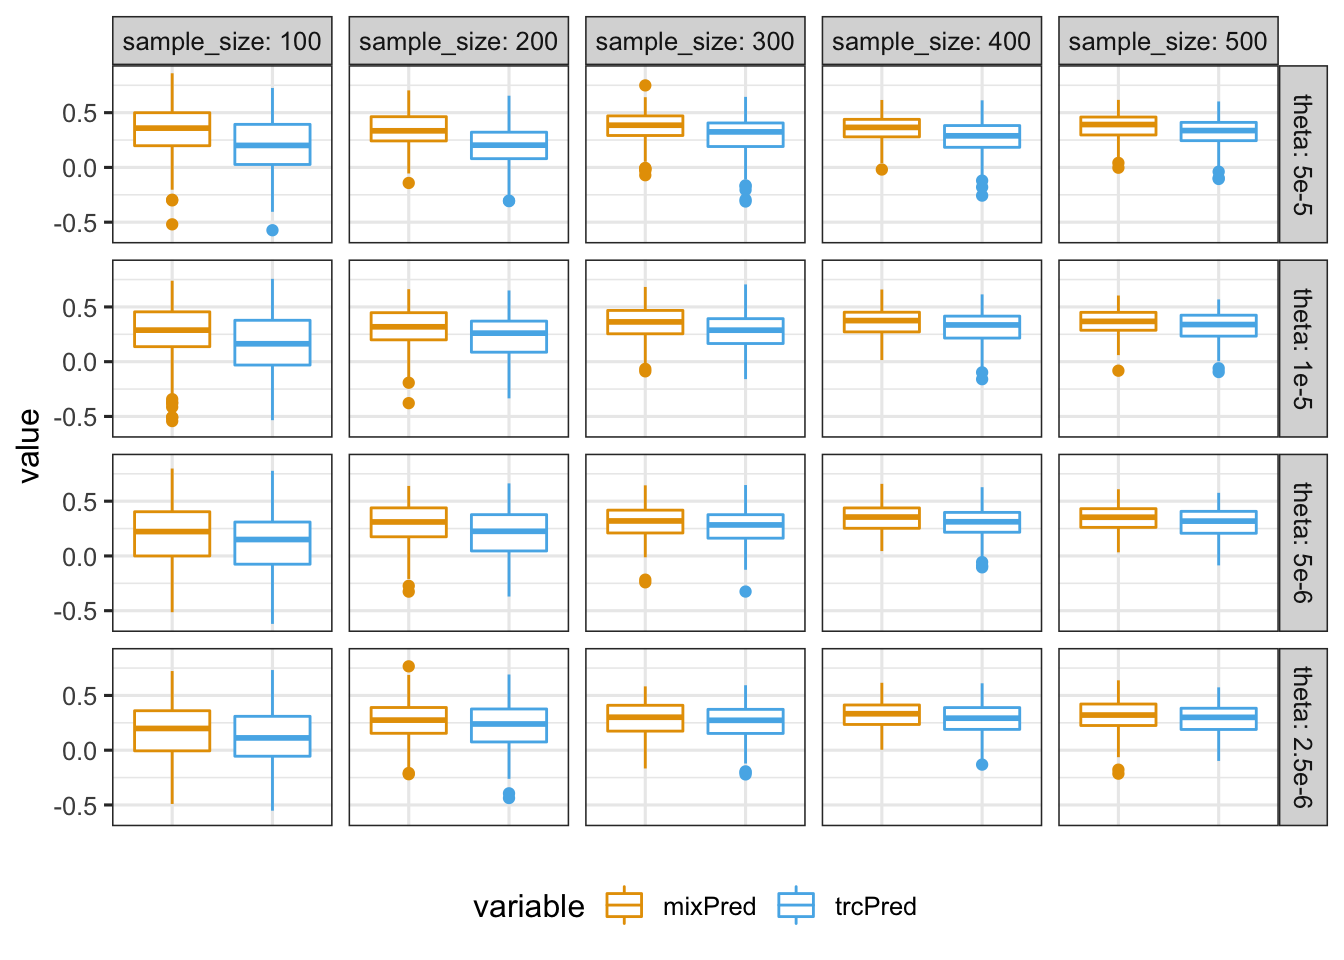 sample_size: 100
sample_size: 200
sample_size: 300
sample_size: 400
sample_size: 500
value
0.5
0.0
-0.5
theta: 5e-5
0.5
0.0
-0.5
theta: 1e-5
0.5
0.0
-0.5
theta: 5e-6
0.5
0.0
-0.5
theta: 2.5e-6
variable mixPred trcPred